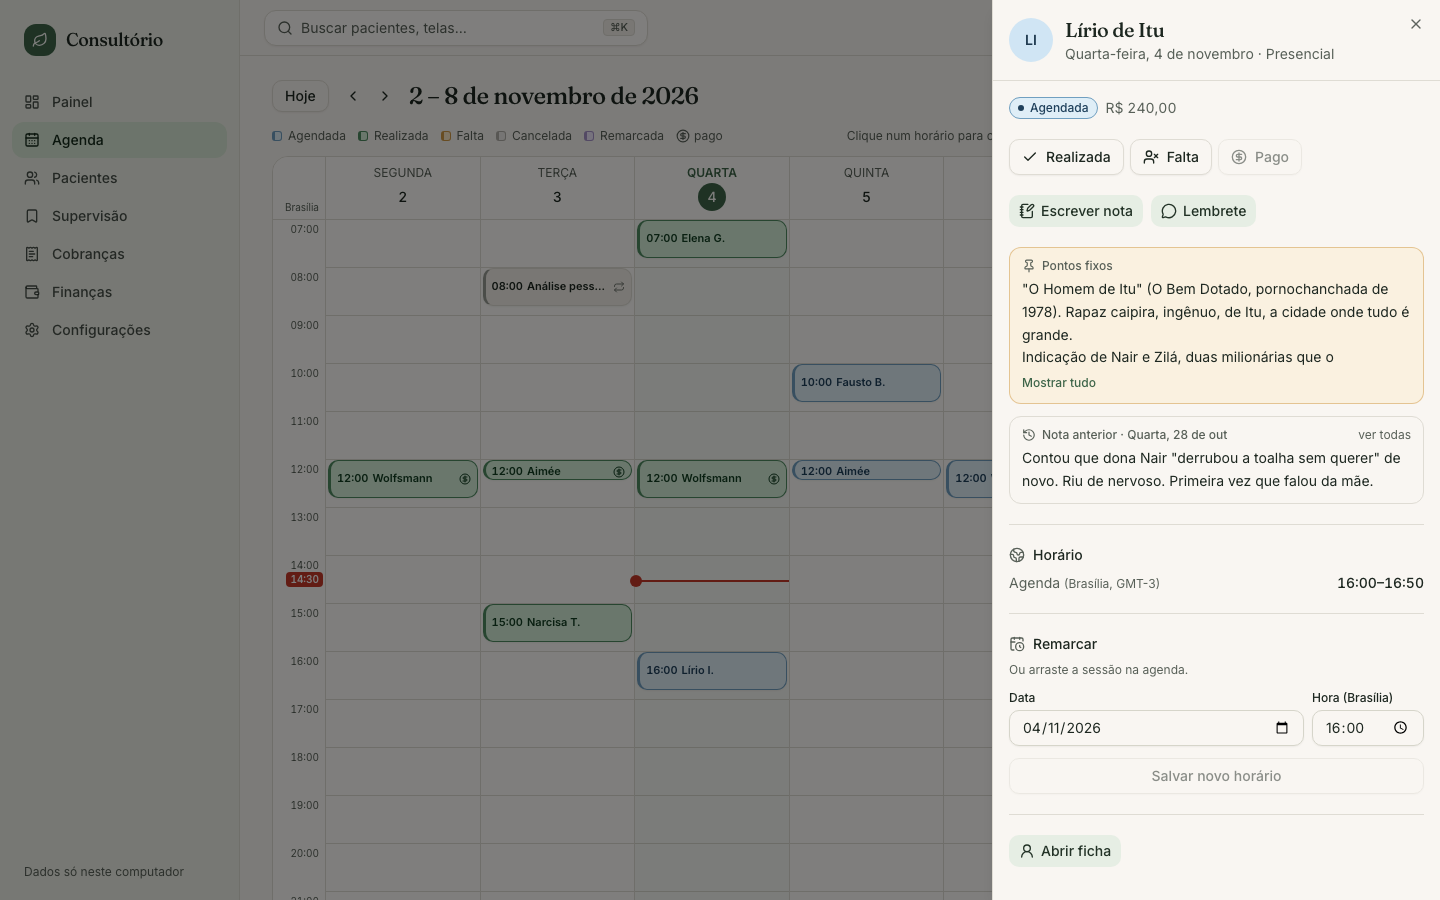 Consultório
Painel
Agenda
Pacientes
Supervisão
Cobranças
Finanças
Configurações
Dados só neste computador
Buscar pacientes, telas...
⌘K
Hoje
2 – 8 de novembro de 2026
Agendada
Realizada
Falta
Cancelada
Remarcada
pago
Clique num horário para c
Brasília
SEGUNDA
2
TERÇA
3
QUARTA
4
QUINTA
5
07:00
08:00
09:00
10:00
11:00
12:00
13:00
14:00
14:30
15:00
16:00
17:00
18:00
19:00
20:00
21:00
07:00 Elena G.
08:00 Análise pess...
10:00 Fausto B.
12:00 Wolfsmann
12:00 Aimée
12:00 Wolfsmann
12:00 Aimée
12:00
15:00 Narcisa T.
16:00 Lírio I.
LI
Lírio de Itu
Quarta-feira, 4 de novembro · Presencial
Agendada
R$ 240,00
Realizada
Falta
Pago
Escrever nota
Lembrete
Pontos fixos
"O Homem de Itu" (O Bem Dotado, pornochanchada de
1978). Rapaz caipira, ingênuo, de Itu, a cidade onde tudo é
grande.
Indicação de Nair e Zilá, duas milionárias que o
Mostrar tudo
Nota anterior · Quarta, 28 de out
ver todas
Contou que dona Nair "derrubou a toalha sem querer" de
novo. Riu de nervoso. Primeira vez que falou da mãe.
Horário
Agenda (Brasília, GMT-3)
16:00–16:50
Remarcar
Ou arraste a sessão na agenda.
Data
Hora (Brasília)
04/11/2026
16:00
Salvar novo horário
Abrir ficha